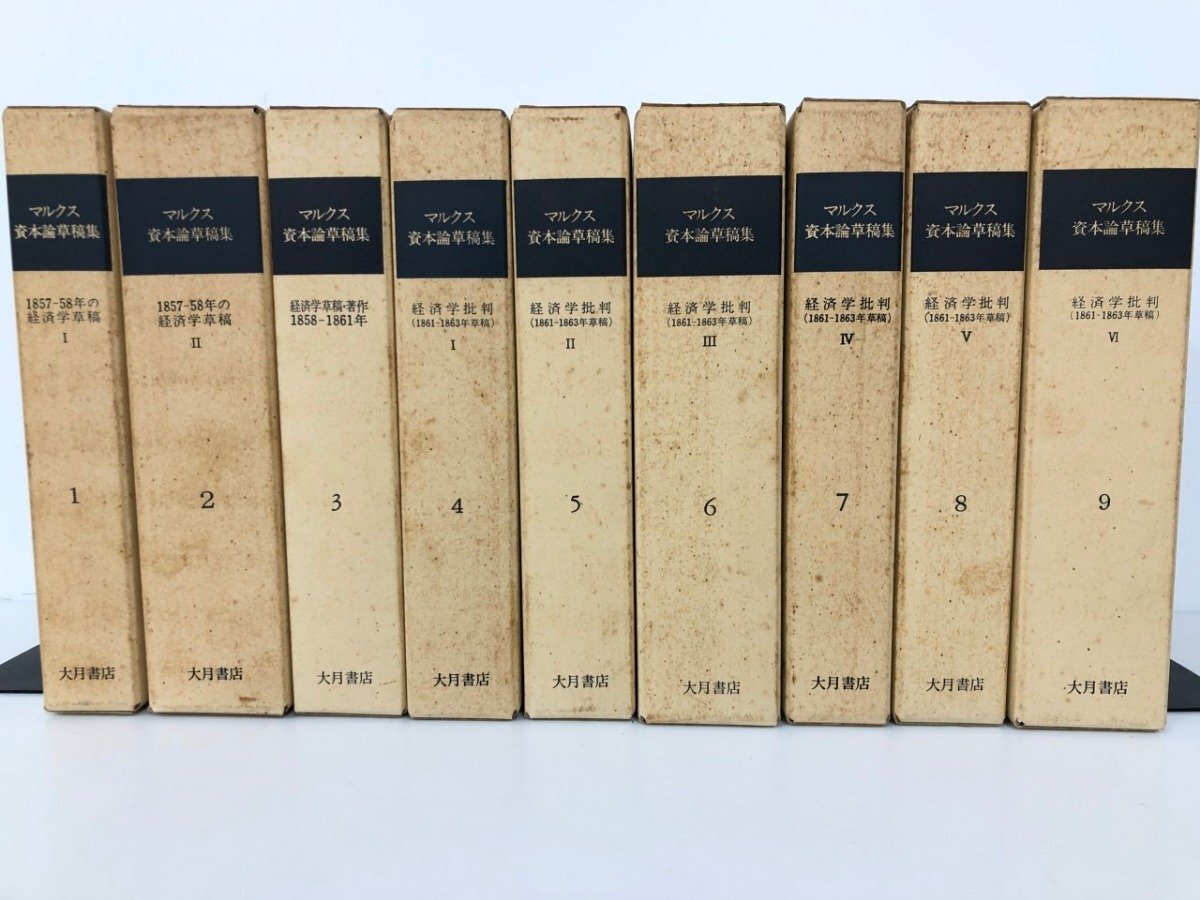 マルクス
資本論草稿集
1857-58年の
経済学草稿
I
1
大月書店
マルクス
資本論草稿集
1857-58年の
経済学草稿
II
2
大月書店
マルクス
資本論草稿集
経済学草稿・著作
1858-1861年
3
大月書店
マルクス
資本論草稿集
経済学批判
(1861-1863年草稿)
I
4
大月書店
マルクス
資本論草稿集
経済学批判
(1861-1863年草稿)
II
5
大月書店
マルクス
資本論草稿集
経済学批判
(1861-1863年草稿)
III
6
大月書店
マルクス
資本論草稿集
経済学批判
(1861-1863年草稿)
IV
7
大月書店
マルクス
資本論草稿集
経済学批判
(1861-1863年草稿)
V
8
大月書店
マルクス
資本論草稿集
経済学批判
(1861-1863年草稿)
VI
9
大月書店